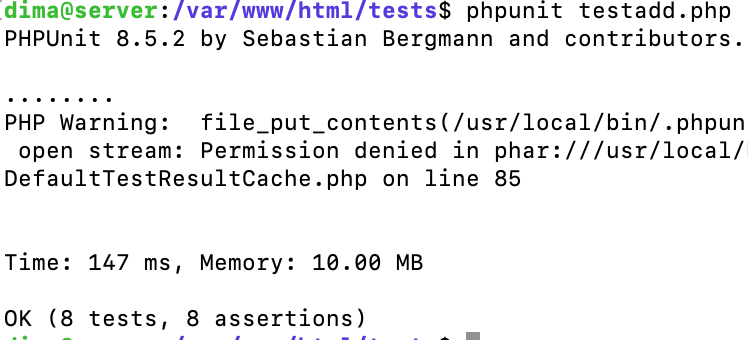 dima@server:/var/www/html/tests$ phpunit testadd.php
PHPUnit 8.5.2 by Sebastian Bergmann and contributors.
........
PHP Warning:  file_put_contents(/usr/local/bin/.phpun
open stream: Permission denied in phar:///usr/local/
DefaultTestResultCache.php on line 85
Time: 147 ms, Memory: 10.00 MB
OK (8 tests, 8 assertions)